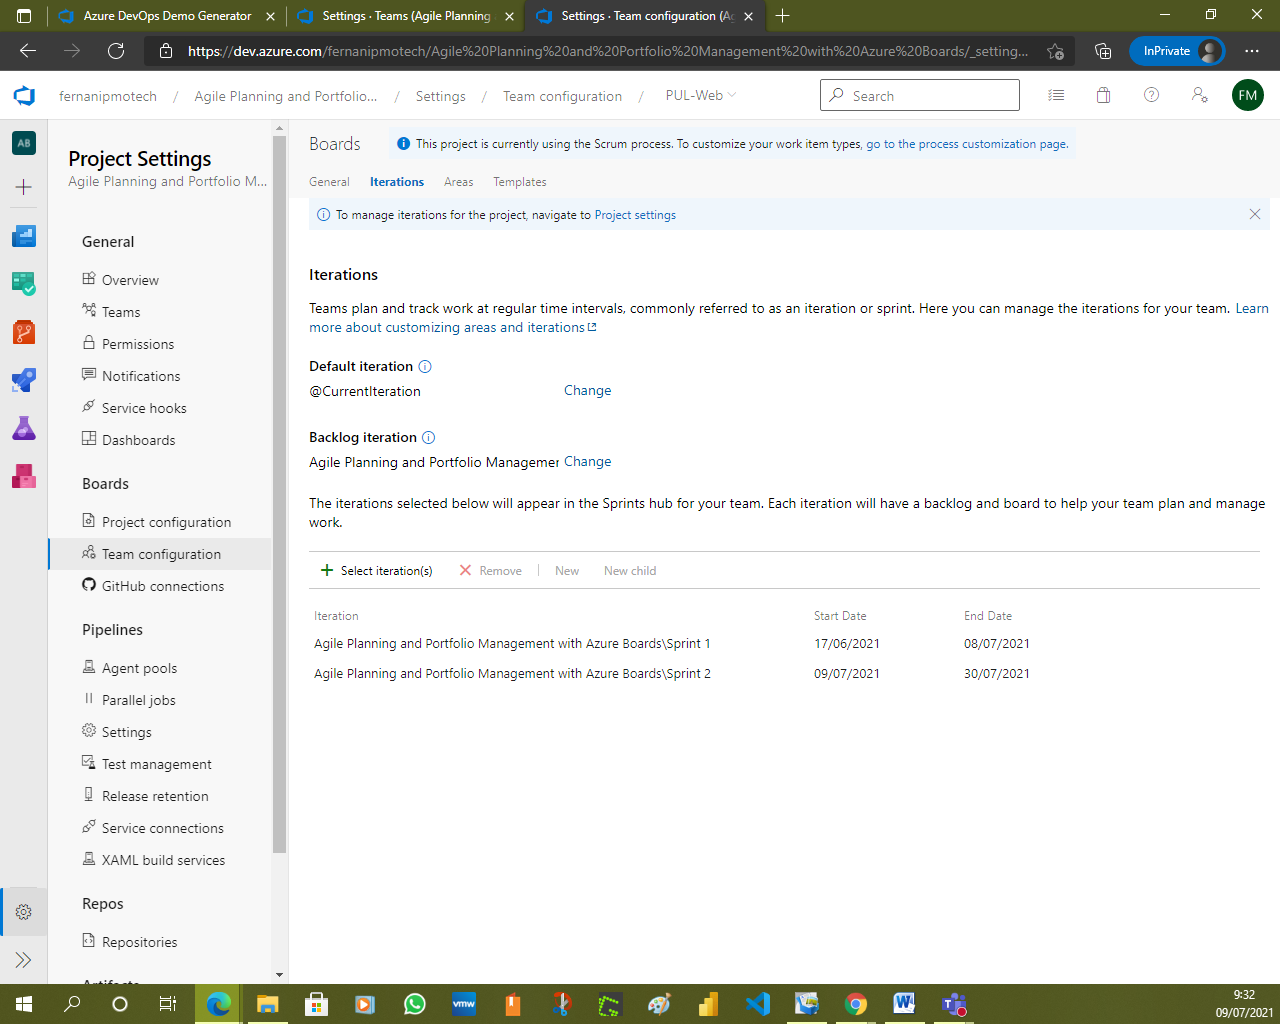 Azure DevOps Demo Generator
Settings · Teams (Agile Planning
Settings · Team configuration (Ag
https://dev.azure.com/fernanipmotech/Agile%20Planning%20and%20Portfolio%20Management%20with%20Azure%20Boards/_setting...
InPrivate
fernanipmotech / Agile Planning and Portfolio... / Settings / Team configuration / PUL-Web
Search
FM
AB
Project Settings
Agile Planning and Portfolio M...
General
Overview
Teams
Permissions
Notifications
Service hooks
Dashboards
Boards
Project configuration
Team configuration
GitHub connections
Pipelines
Agent pools
Parallel jobs
Settings
Test management
Release retention
Service connections
XAML build services
Repos
Repositories
Artifacts
Boards
This project is currently using the Scrum process. To customize your work item types, go to the process customization page.
General Iterations Areas Templates
To manage iterations for the project, navigate to Project settings
Iterations
Teams plan and track work at regular time intervals, commonly referred to as an iteration or sprint. Here you can manage the iterations for your team. Learn
more about customizing areas and iterations
Default iteration
@CurrentIteration Change
Backlog iteration
Agile Planning and Portfolio Managemen Change
The iterations selected below will appear in the Sprints hub for your team. Each iteration will have a backlog and board to help your team plan and manage
work.
Select iteration(s) Remove New New child
Iteration Start Date End Date
Agile Planning and Portfolio Management with Azure Boards\Sprint 1 17/06/2021 08/07/2021
Agile Planning and Portfolio Management with Azure Boards\Sprint 2 09/07/2021 30/07/2021
vmw
9:32
09/07/2021